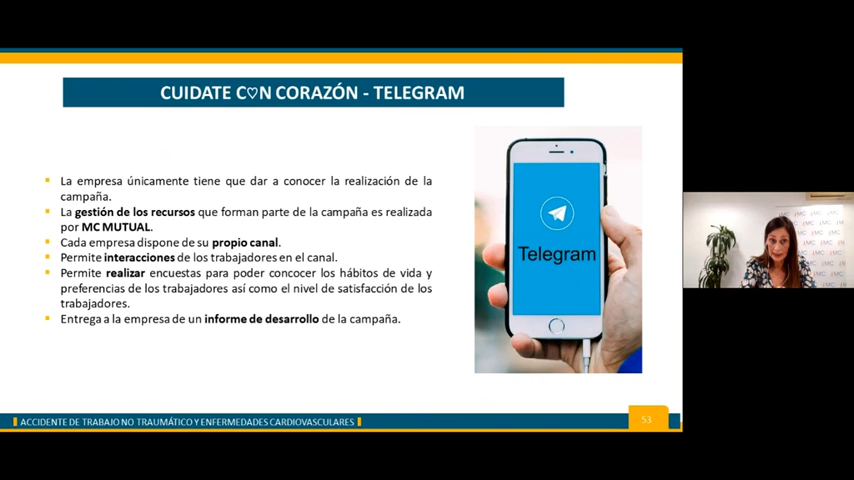 CUIDATE C♡N CORAZÓN - TELEGRAM
La empresa únicamente tiene que dar a conocer la realización de la
campaña.
La gestión de los recursos que forman parte de la campaña es realizada
por MC MUTUAL.
Cada empresa dispone de su propio canal.
Permite interacciones de los trabajadores en el canal.
Permite realizar encuestas para poder concocer los hábitos de vida y
preferencias de los trabajadores así como el nivel de satisfacción de los
trabajadores.
Entrega a la empresa de un informe de desarrollo de la campaña.
Telegram
ACCIDENTE DE TRABAJO NO TRAUMÁTICO Y ENFERMEDADES CARDIOVASCULARES
53